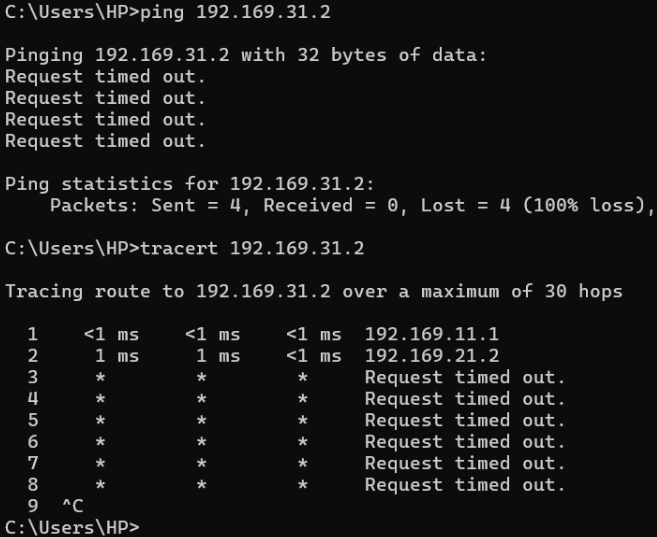 C:\Users\HP>ping 192.169.31.2
Pinging 192.169.31.2 with 32 bytes of data:
Request timed out.
Request timed out.
Request timed out.
Request timed out.
Ping statistics for 192.169.31.2:
    Packets: Sent = 4, Received = 0, Lost = 4 (100% loss),
C:\Users\HP>tracert 192.169.31.2
Tracing route to 192.169.31.2 over a maximum of 30 hops
  1    <1 ms    <1 ms    <1 ms  192.169.11.1
  2     1 ms     1 ms    <1 ms  192.169.21.2
  3     *        *        *     Request timed out.
  4     *        *        *     Request timed out.
  5     *        *        *     Request timed out.
  6     *        *        *     Request timed out.
  7     *        *        *     Request timed out.
  8     *        *        *     Request timed out.
  9  ^C
C:\Users\HP>